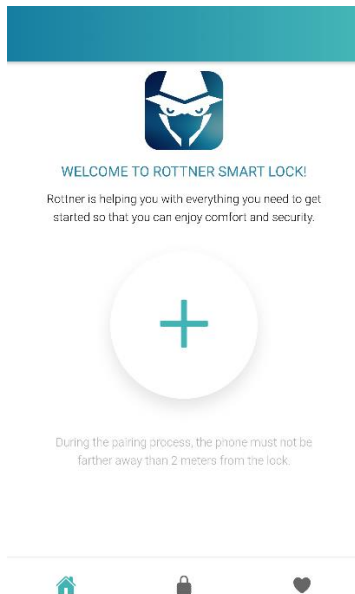 WELCOME TO ROTTNER SMART LOCK!
Rottner is helping you with everything you need to get
started so that you can enjoy comfort and security.
During the pairing process, the phone must not be
farther away than 2 meters from the lock.